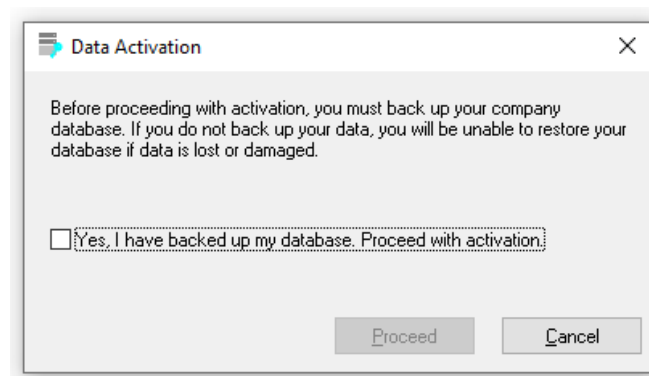 Data Activation
Before proceeding with activation, you must back up your company
database. If you do not back up your data, you will be unable to restore your
database if data is lost or damaged.
Yes, I have backed up my database. Proceed with activation.
Proceed Cancel